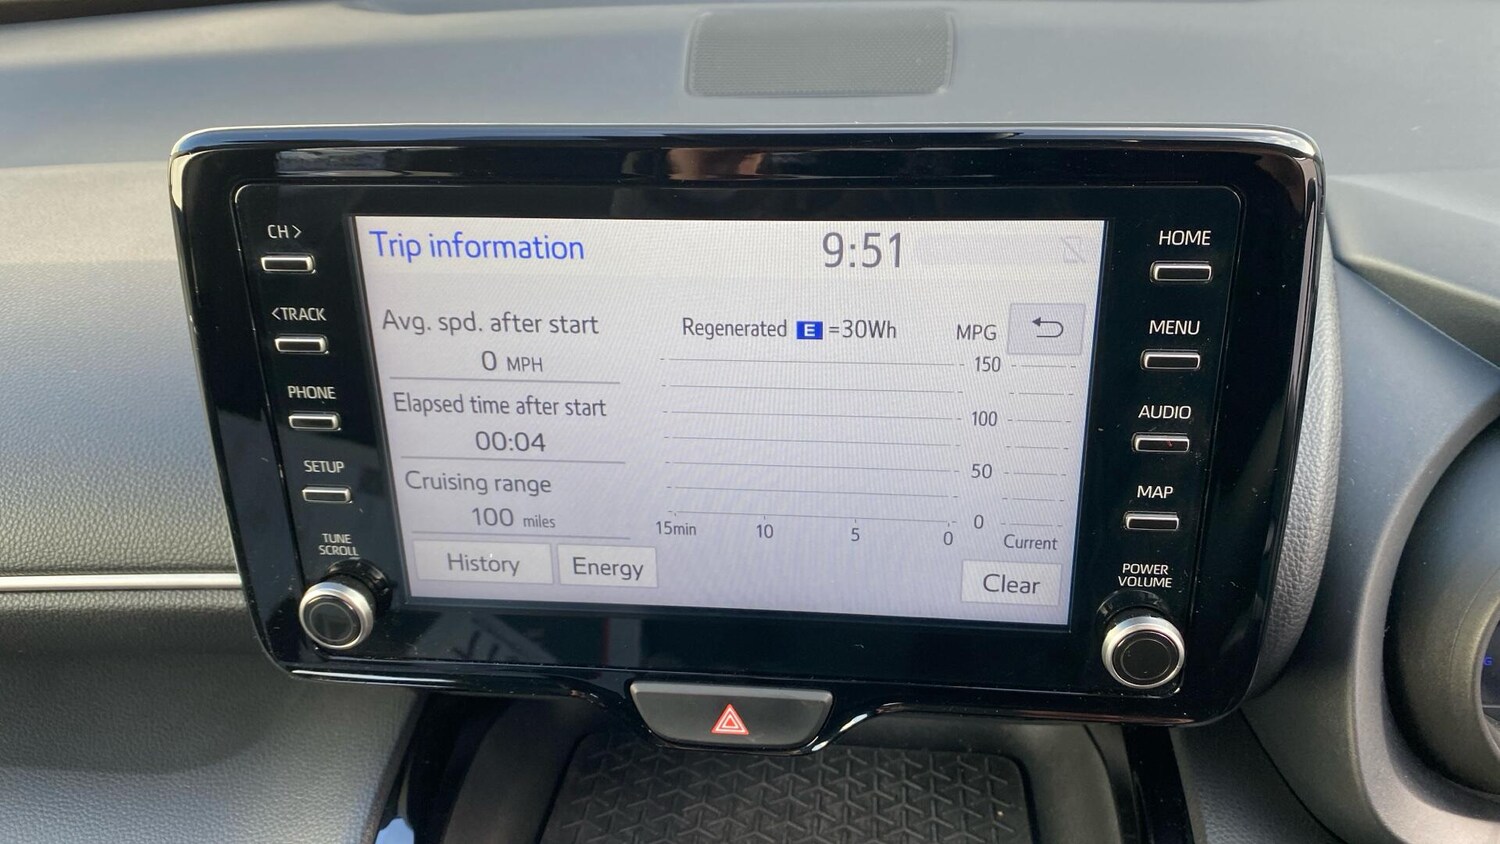 CH>
<TRACK
PHONE
SETUP
TUNE
SCROLL
Trip information
9:51
Avg. spd. after start
0 MPH
Elapsed time after start
00:04
Cruising range
100 miles
History
Energy
Regenerated E =30Wh
MPG
150
100
50
0
15min 10 5 0 Current
Clear
HOME
MENU
AUDIO
MAP
POWER
VOLUME